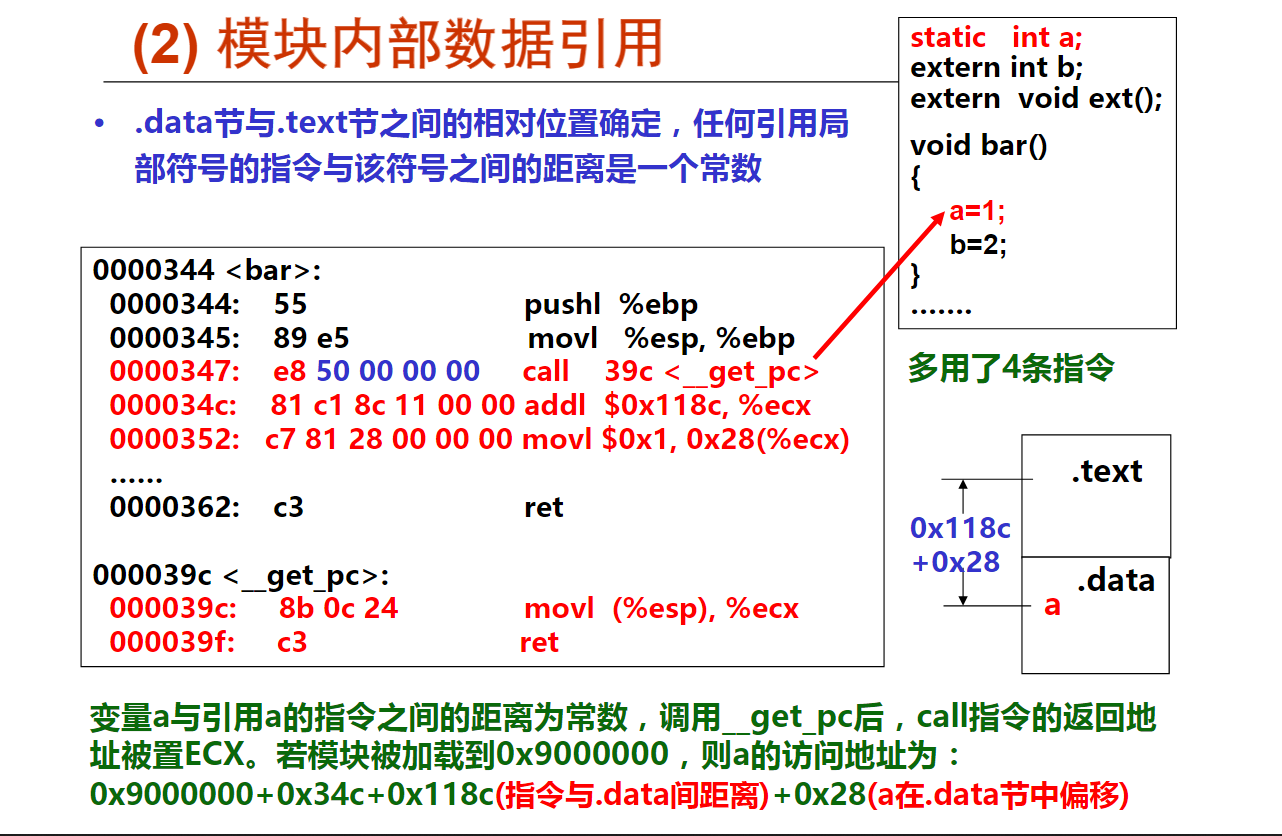 (2) 模块内部数据引用
• .data节与.text节之间的相对位置确定，任何引用局
部符号的指令与该符号之间的距离是一个常数
static int a;
extern int b;
extern void ext();
void bar()
{
a=1;
b=2;
}
.......
多用了4条指令
0000344 <bar>:
0000344: 55 pushl %ebp
0000345: 89 e5 movl %esp, %ebp
0000347: e8 50 00 00 00 call 39c <__get_pc>
000034c: 81 c1 8c 11 00 00 addl $0x118c, %ecx
0000352: c7 81 28 00 00 00 movl $0x1, 0x28(%ecx)
......
0000362: c3 ret
000039c <__get_pc>:
000039c: 8b 0c 24 movl (%esp), %ecx
000039f: c3 ret
.text
0x118c
+0x28
.data
a
变量a与引用a的指令之间的距离为常数，调用__get_pc后，call指令的返回地
址被置ECX。若模块被加载到0x9000000，则a的访问地址为：
0x9000000+0x34c+0x118c(指令与.data间距离)+0x28(a在.data节中偏移)